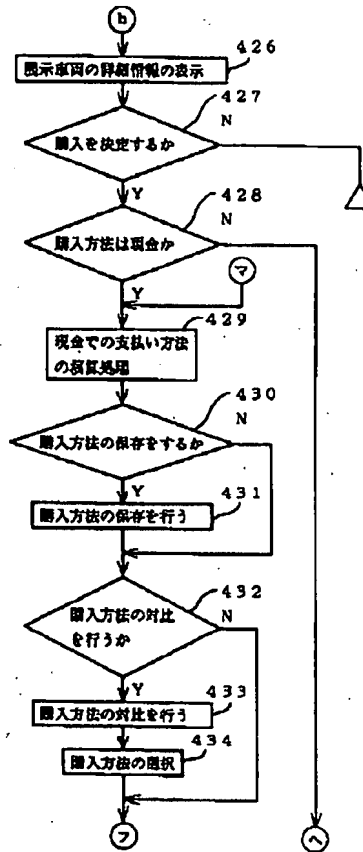 b
426
展示車両の詳細情報の表示
427
N
購入を決定するか
Y
428
N
購入方法は現金か
マ
Y
429
現金での支払い方法
の演算処理
430
N
購入方法の保存をするか
Y
431
購入方法の保存を行う
432
購入方法の対比
を行うか
N
Y
433
購入方法の対比を行う
434
購入方法の選択
フ
へ